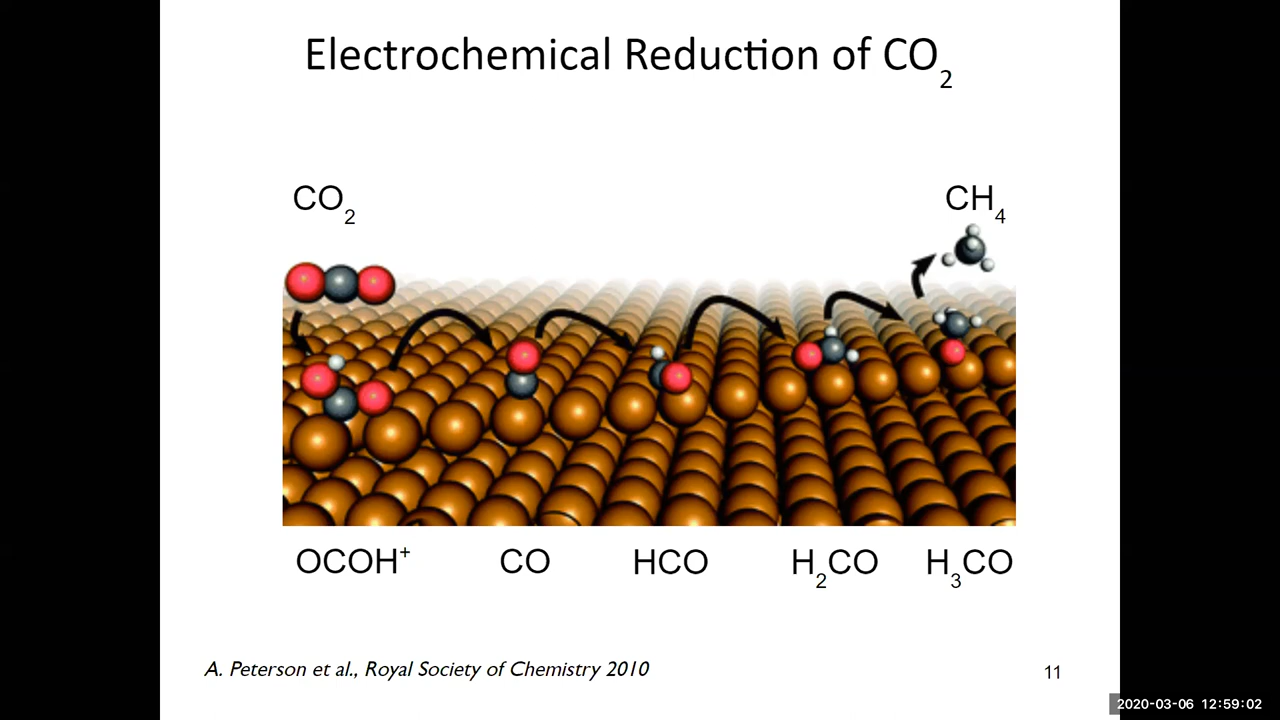 Electrochemical Reduction of CO₂
CO₂
CH₄
OCOH⁺ CO HCO H₂CO H₃CO
A. Peterson et al., Royal Society of Chemistry 2010
11
2020-03-06 12:59:02